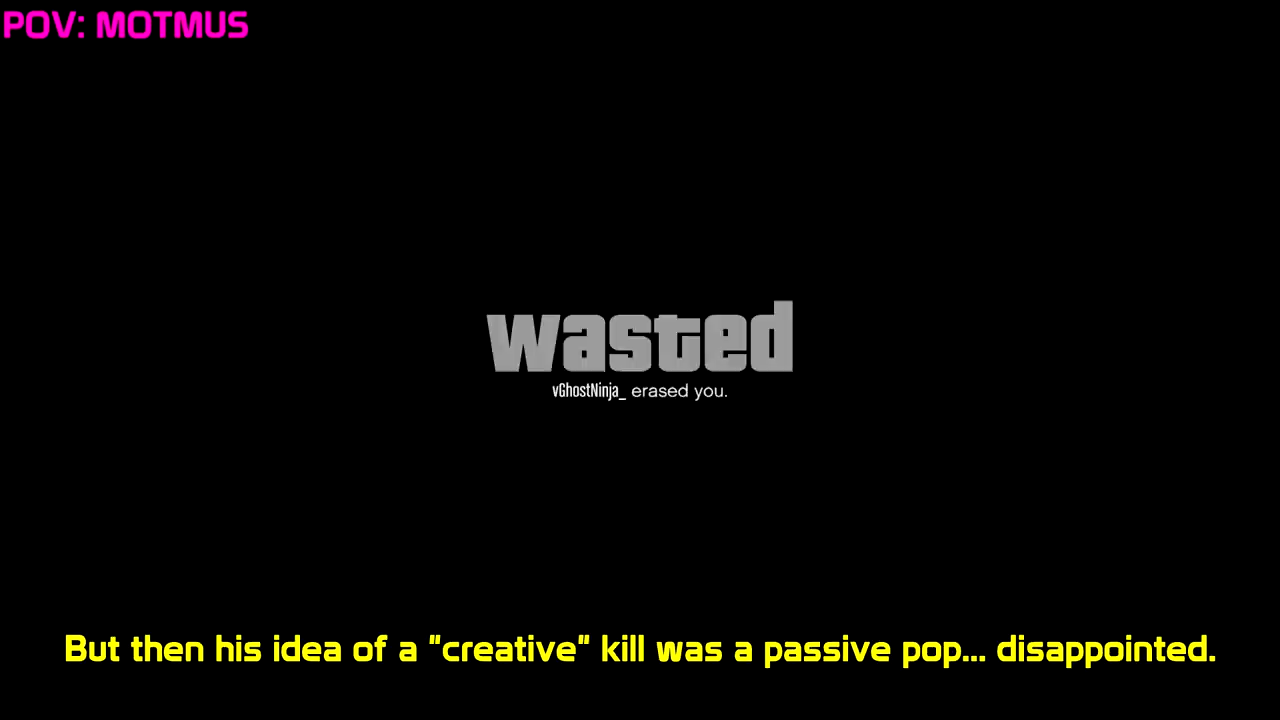 POV: MOTMUS
wasted
vGhostNinja_ erased you.
But then his idea of a "creative" kill was a passive pop... disappointed.